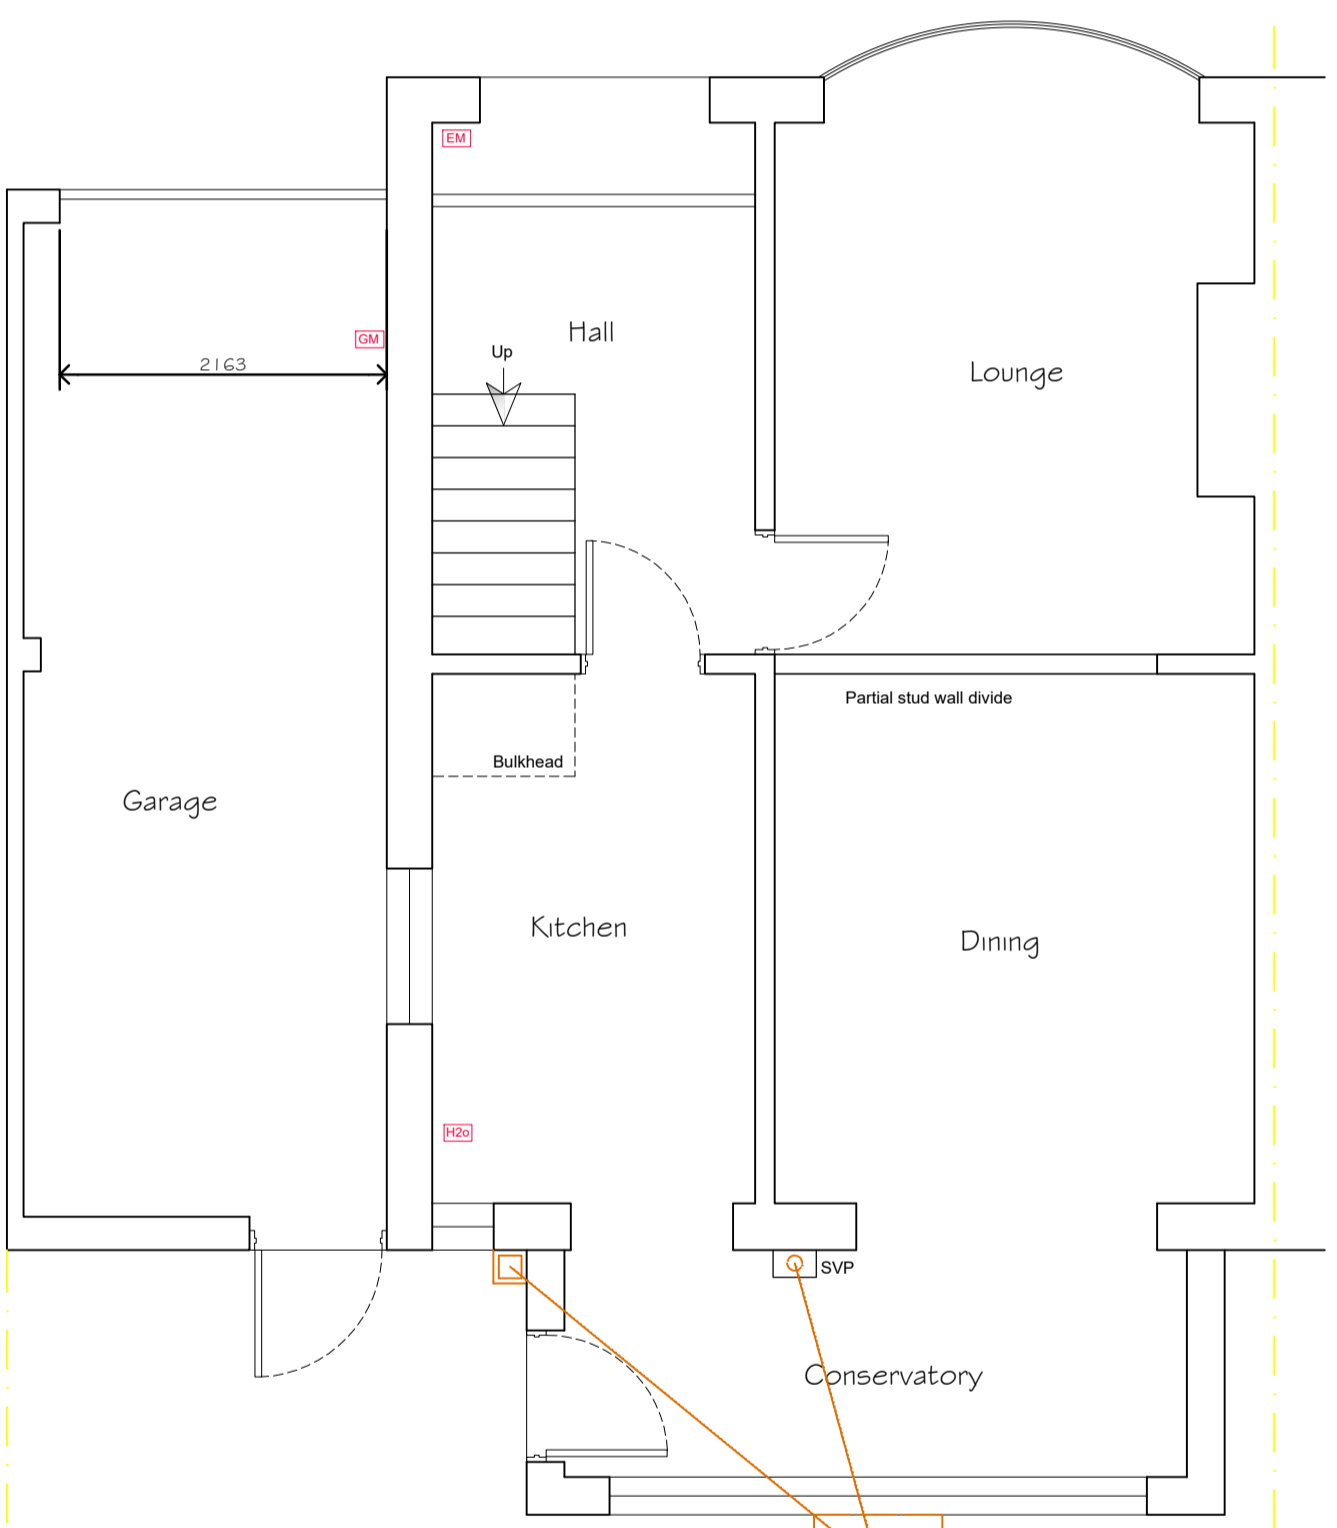 EM
Hall
GM
Up
2163
Lounge
Partial stud wall divide
Bulkhead
Garage
Kitchen
Dining
H2o
SVP
Conservatory